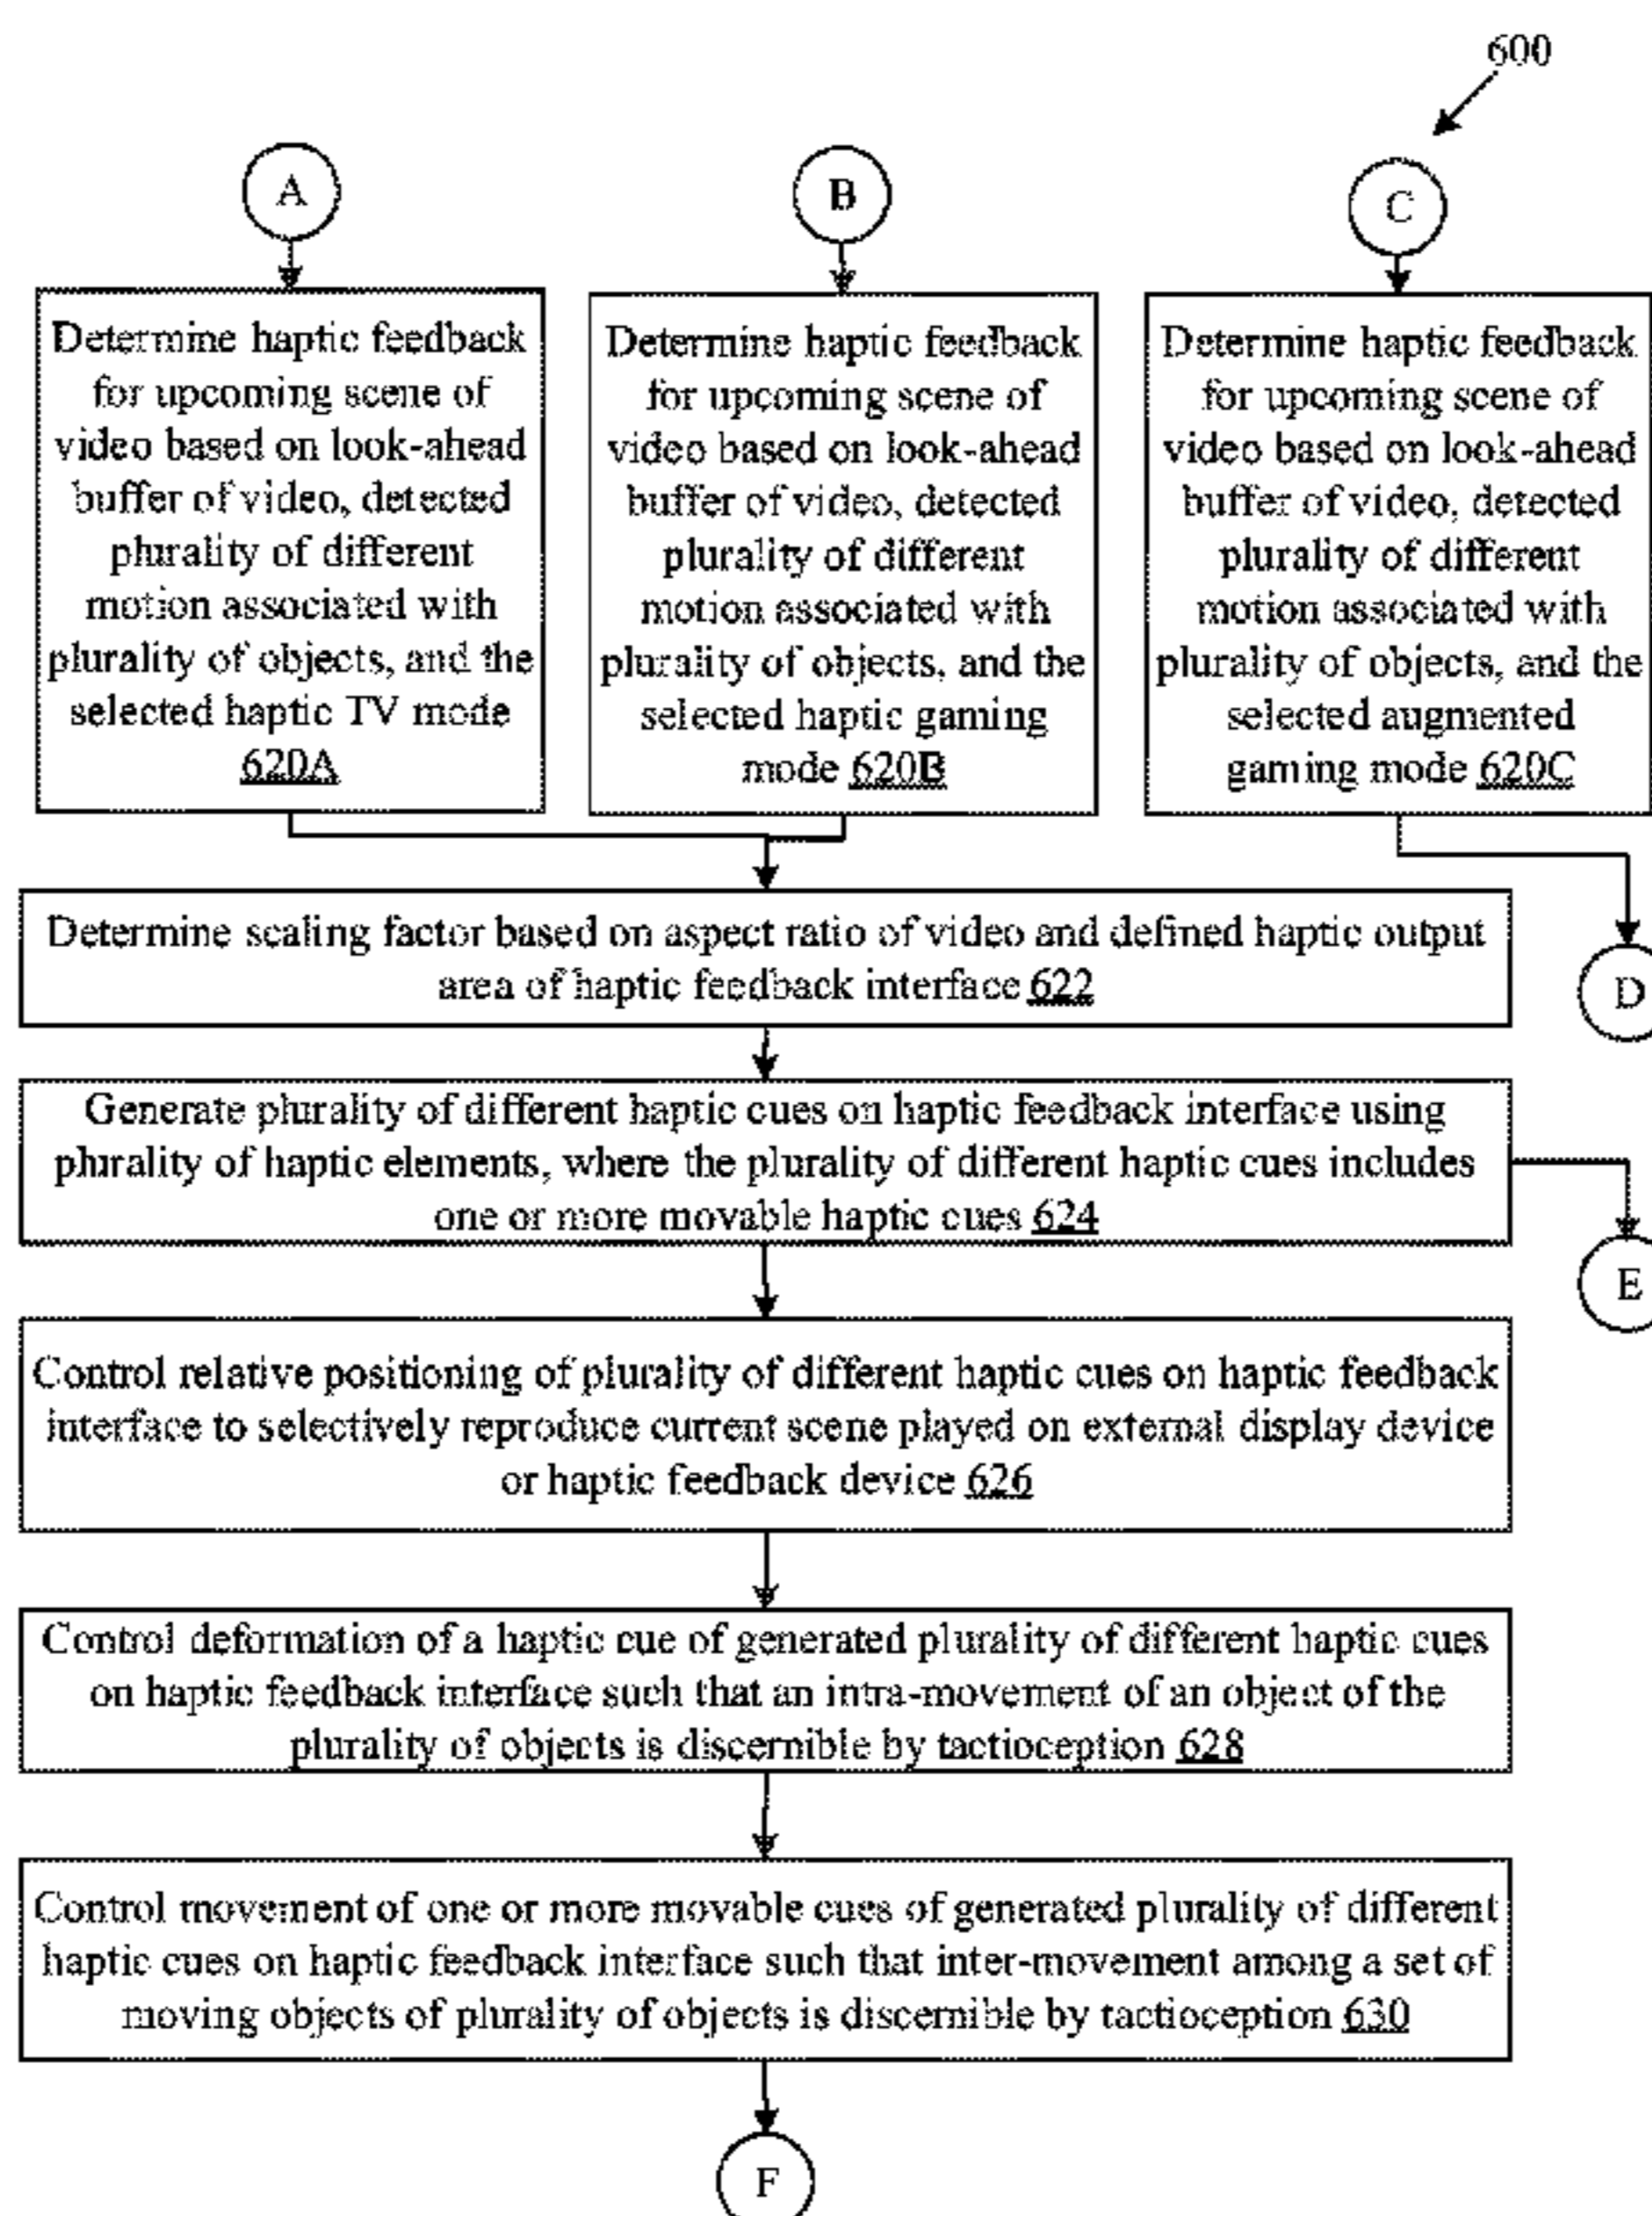 600
A
B
C
Determine haptic feedback
for upcoming scene of
video based on look-ahead
buffer of video, detected
plurality of different
motion associated with
plurality of objects, and the
selected haptic TV mode
620A
Determine haptic feedback
for upcoming scene of
video based on look-ahead
buffer of video, detected
plurality of different
motion associated with
plurality of objects, and the
selected haptic gaming
mode 620B
Determine haptic feedback
for upcoming scene of
video based on look-ahead
buffer of video, detected
plurality of different
motion associated with
plurality of objects, and the
selected augmented
gaming mode 620C
Determine scaling factor based on aspect ratio of video and defined haptic output
area of haptic feedback interface 622
D
Generate plurality of different haptic cues on haptic feedback interface using
plurality of haptic elements, where the plurality of different haptic cues includes
one or more movable haptic cues 624
E
Control relative positioning of plurality of different haptic cues on haptic feedback
interface to selectively reproduce current scene played on external display device
or haptic feedback device 626
Control deformation of a haptic cue of generated plurality of different haptic cues
on haptic feedback interface such that an intra-movement of an object of the
plurality of objects is discernible by tactioception 628
Control movement of one or more movable cues of generated plurality of different
haptic cues on haptic feedback interface such that inter-movement among a set of
moving objects of plurality of objects is discernible by tactioception 630
F